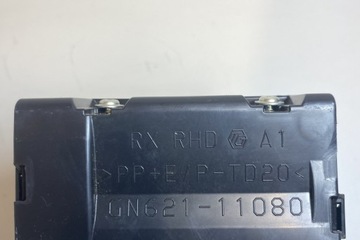 RX RHD A1
>PP+E/P-TD20<
GN621-11080